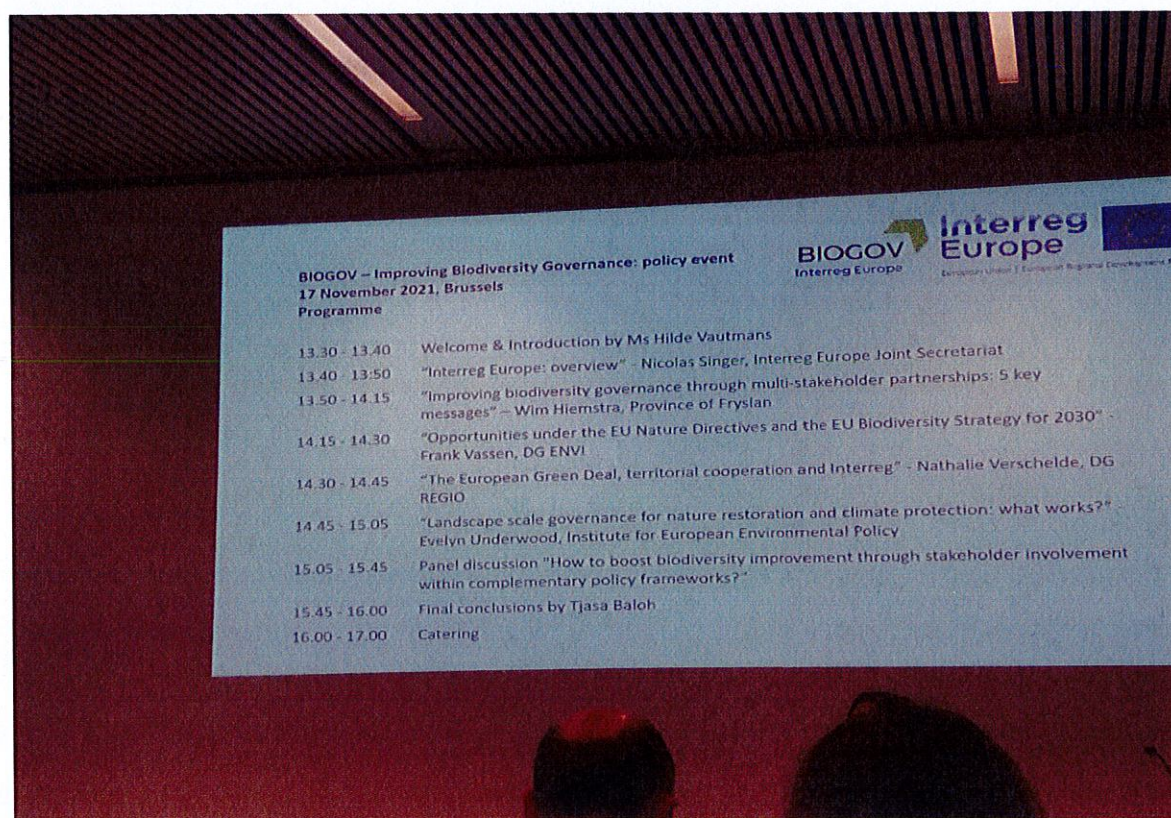 BIOGOV
Interreg Europe
Interreg
Europe
European Union | European Regional Development
BIOGOV – Improving Biodiversity Governance: policy event
17 November 2021, Brussels
Programme
13.30 - 13.40 Welcome & Introduction by Ms Hilde Vautmans
13.40 - 13:50 "Interreg Europe: overview" - Nicolas Singer, Interreg Europe Joint Secretariat
13.50 - 14.15 "Improving biodiversity governance through multi-stakeholder partnerships: 5 key
messages" – Wim Hiemstra, Province of Fryslan
14.15 - 14.30 "Opportunities under the EU Nature Directives and the EU Biodiversity Strategy for 2030" -
Frank Vassen, DG ENVI
14.30 - 14.45 "The European Green Deal, territorial cooperation and Interreg" - Nathalie Verschelde, DG
REGIO
14.45 - 15.05 "Landscape scale governance for nature restoration and climate protection: what works?" -
Evelyn Underwood, Institute for European Environmental Policy
15.05 - 15.45 Panel discussion "How to boost biodiversity improvement through stakeholder involvement
within complementary policy frameworks?"
15.45 - 16.00 Final conclusions by Tjasa Baloh
16.00 - 17.00 Catering